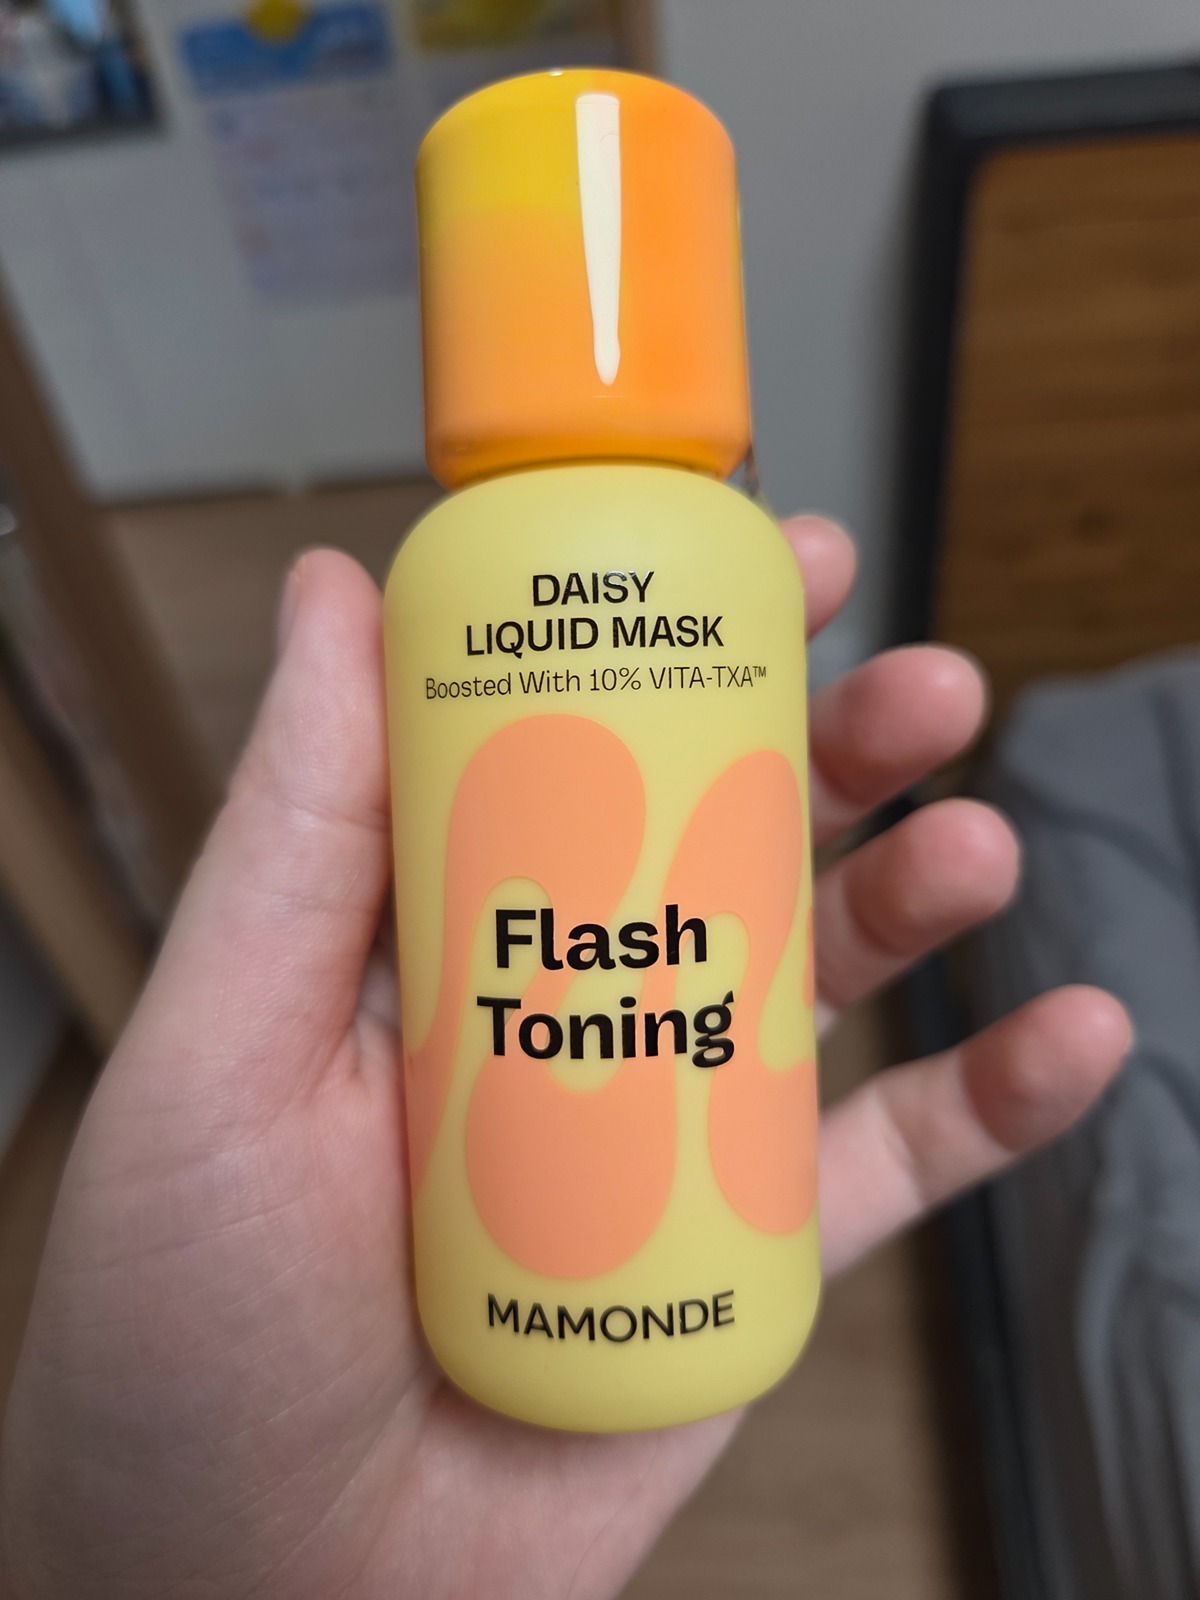 DAISY
LIQUID MASK
Boosted With 10% VITA-TXA™
Flash
Toning
MAMONDE